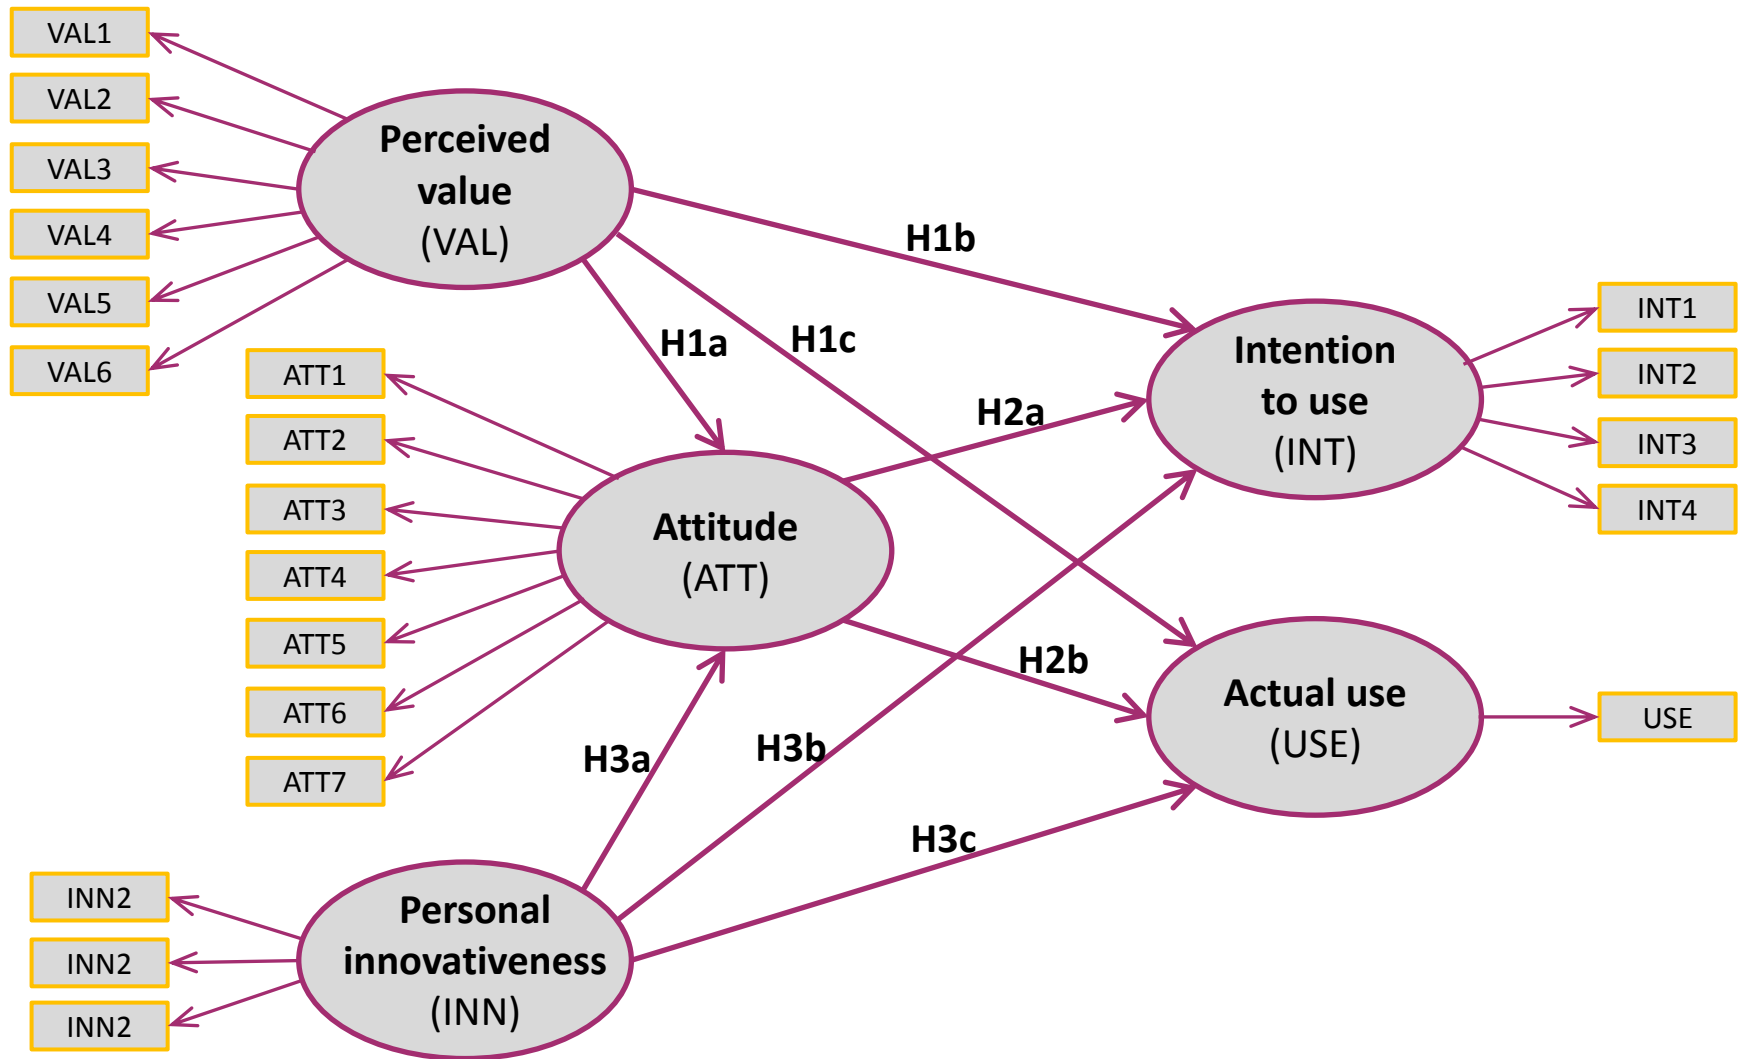 VAL1
VAL2
VAL3
VAL4
VAL5
VAL6
Perceived
value
(VAL)
H1b
H1a
H1c
H2a
ATT1
ATT2
ATT3
ATT4
ATT5
ATT6
ATT7
Attitude
(ATT)
Intention
to use
(INT)
INT1
INT2
INT3
INT4
H2b
H3a
H3b
H3c
Actual use
(USE)
USE
INN2
INN2
INN2
Personal
innovativeness
(INN)